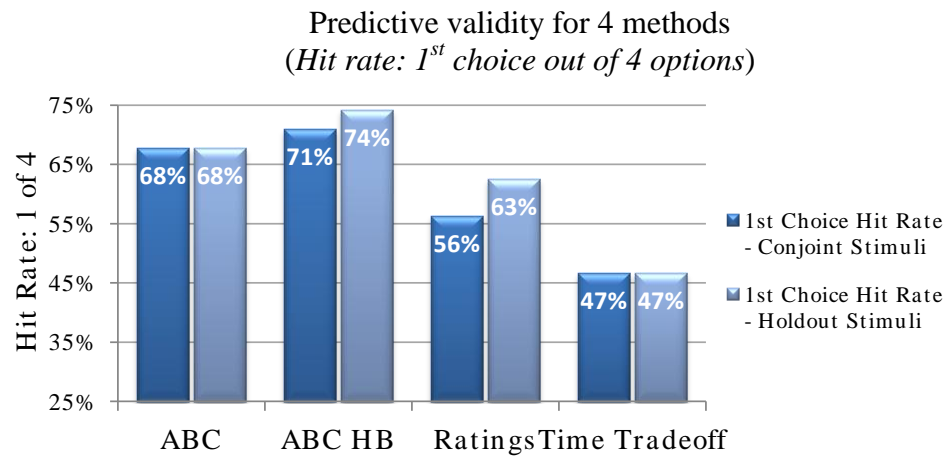 Predictive validity for 4 methods
(Hit rate: 1st choice out of 4 options)
75%
65%
55%
45%
35%
25%
Hit Rate: 1 of 4
68%
68%
71%
74%
56%
63%
47%
47%
ABC
ABC HB
Ratings
Time Tradeoff
1st Choice Hit Rate
- Conjoint Stimuli
1st Choice Hit Rate
- Holdout Stimuli